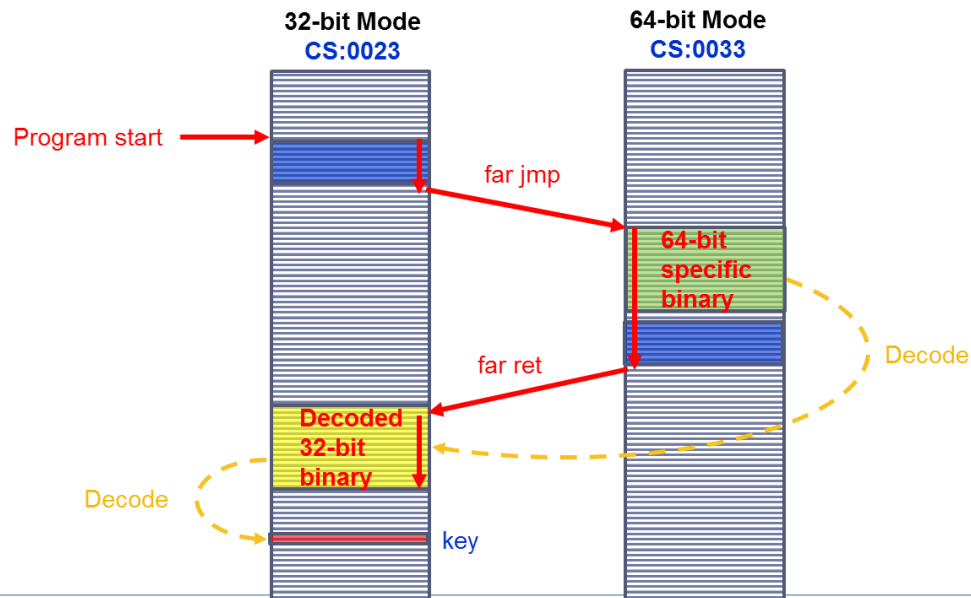 32-bit Mode
CS:0023
64-bit Mode
CS:0033
Program start
far jmp
64-bit
specific
binary
Decode
far ret
Decoded
32-bit
binary
Decode
key